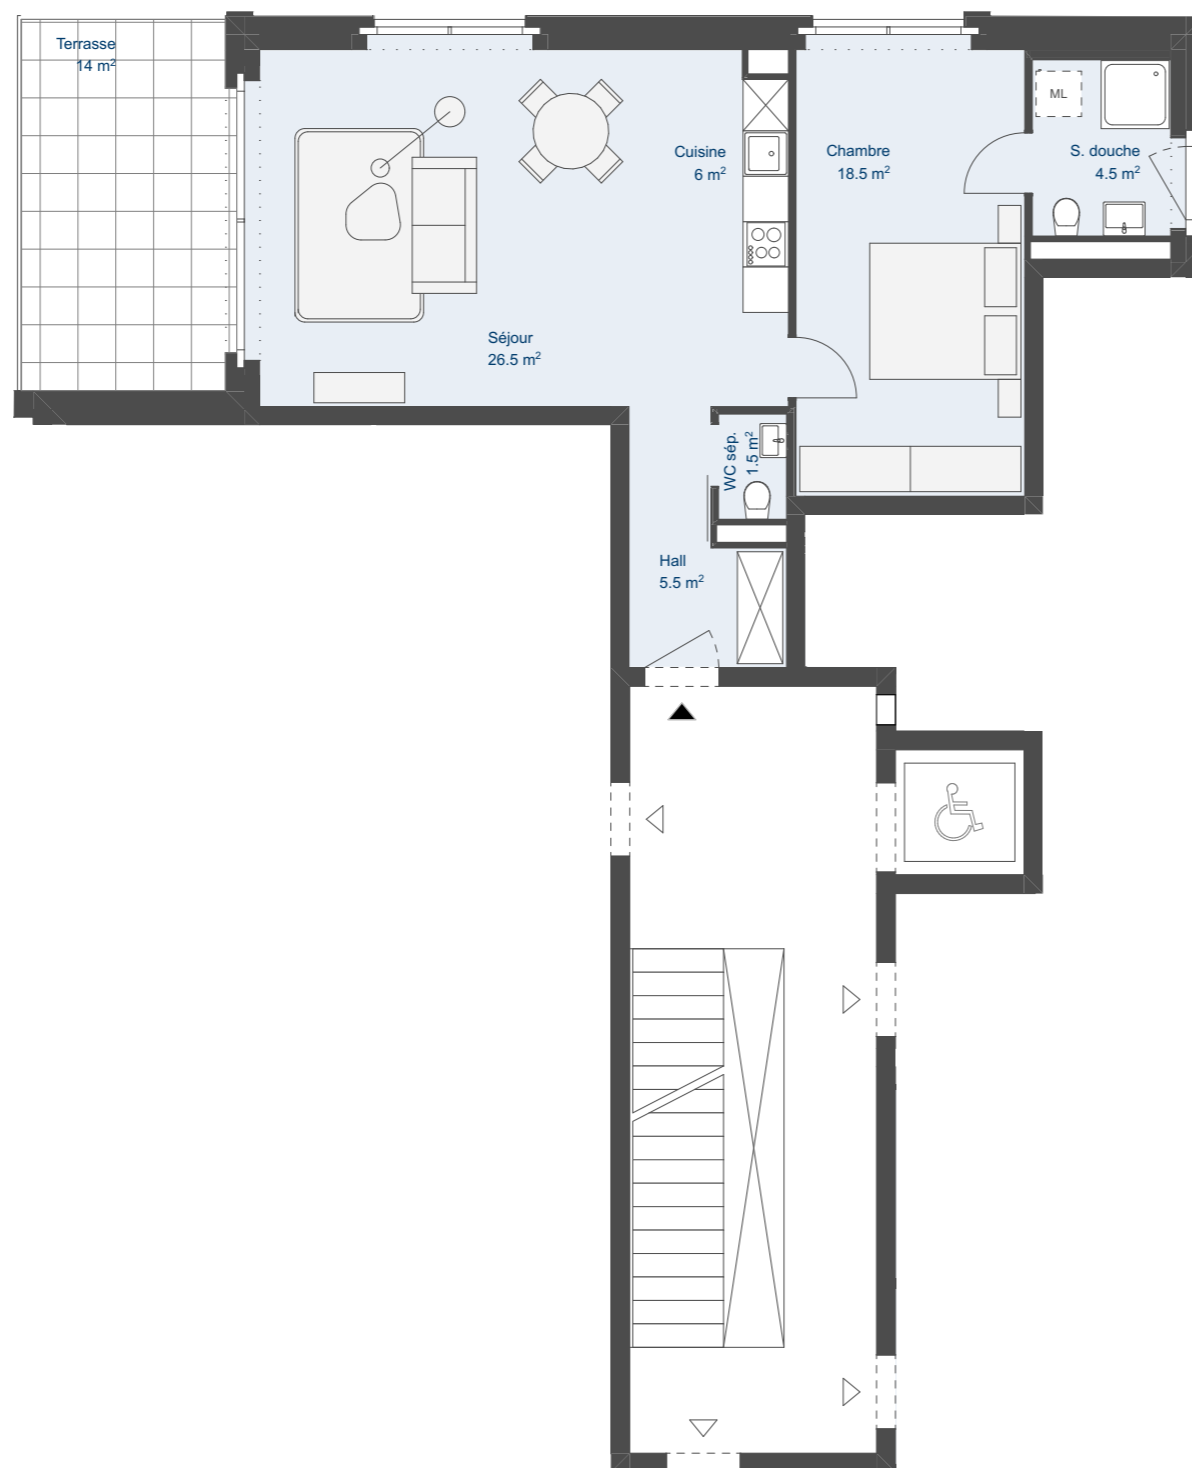 Terrasse
14 m²
Cuisine
6 m²
Chambre
18.5 m²
ML
S. douche
4.5 m²
Séjour
26.5 m²
WC sép.
1.5 m²
Hall
5.5 m²